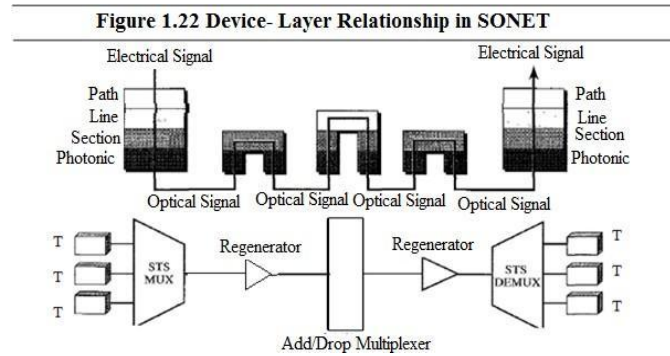 Figure 1.22 Device- Layer Relationship in SONET
Electrical Signal
Electrical Signal
Path
Line
Section
Photonic
Path
Line
Section
Photonic
Optical Signal
Optical Signal
Optical Signal
Optical Signal
T
T
T
STS
MUX
Regenerator
Regenerator
STS
DEMUX
T
T
T
Add/Drop Multiplexer